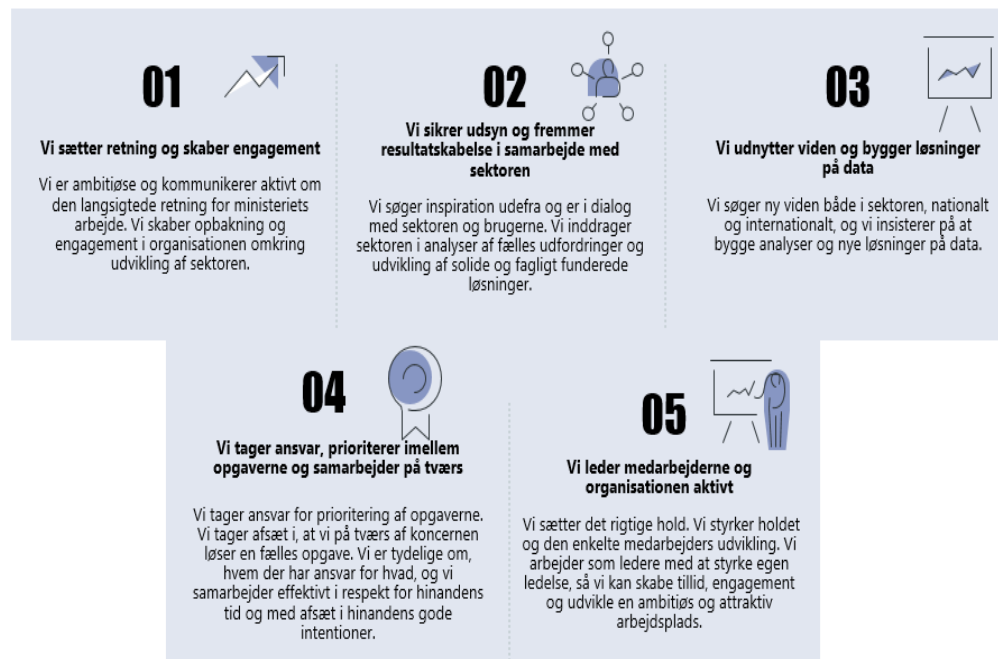 01
Vi sætter retning og skaber engagement
Vi er ambitiøse og kommunikerer aktivt om
den langsigtede retning for ministeriets
arbejde. Vi skaber opbakning og
engagement i organisationen omkring
udvikling af sektoren.
02
Vi sikrer udsyn og fremmer
resultatskabelse i samarbejde med
sektoren
Vi søger inspiration udefra og er i dialog
med sektoren og brugerne. Vi inddrager
sektoren i analyser af fælles udfordringer og
udvikling af solide og fagligt funderede
løsninger.
03
Vi udnytter viden og bygger løsninger
på data
Vi søger ny viden både i sektoren, nationalt
og internationalt, og vi insisterer på at
bygge analyser og nye løsninger på data.
04
Vi tager ansvar, prioriterer imellem
opgaverne og samarbejder på tværs
Vi tager ansvar for prioritering af opgaverne.
Vi tager afsæt i, at vi på tværs af koncernen
løser en fælles opgave. Vi er tydelige om,
hvem der har ansvar for hvad, og vi
samarbejder effektivt i respekt for hinandens
tid og med afsæt i hinandens gode
intentioner.
05
Vi leder medarbejderne og
organisationen aktivt
Vi sætter det rigtige hold. Vi styrker holdet
og den enkelte medarbejders udvikling. Vi
arbejder som ledere med at styrke egen
ledelse, så vi kan skabe tillid, engagement
og udvikle en ambitiøs og attraktiv
arbejdsplads.